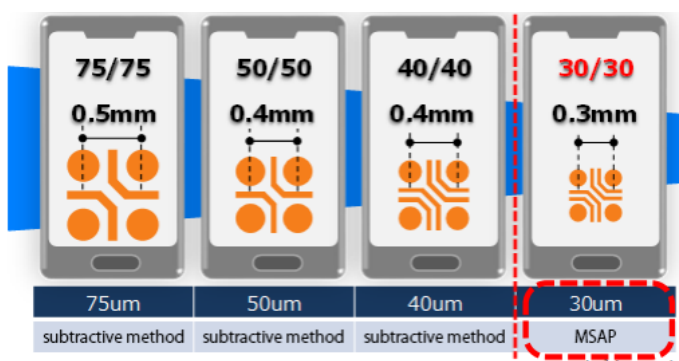 75/75
50/50
40/40
30/30
0.5mm
0.4mm
0.4mm
0.3mm
75um
50um
40um
30um
subtractive method
subtractive method
subtractive method
MSAP